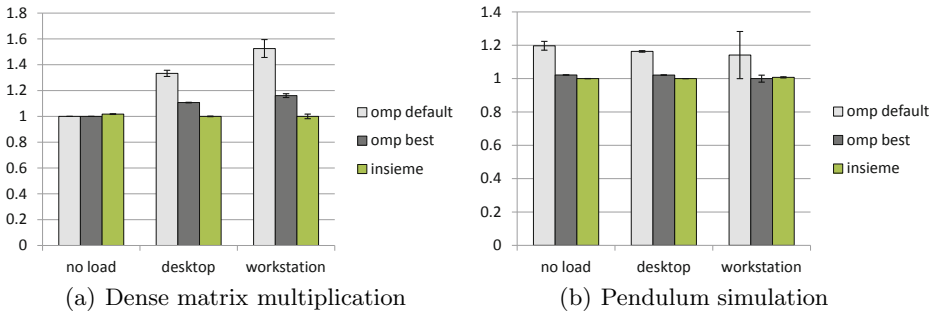 1.8
1.6
1.4
1.2
1
0.8
0.6
0.4
0.2
0
no load desktop workstation
omp default
omp best
insieme
(a) Dense matrix multiplication
1.4
1.2
1
0.8
0.6
0.4
0.2
0
no load desktop workstation
omp default
omp best
insieme
(b) Pendulum simulation